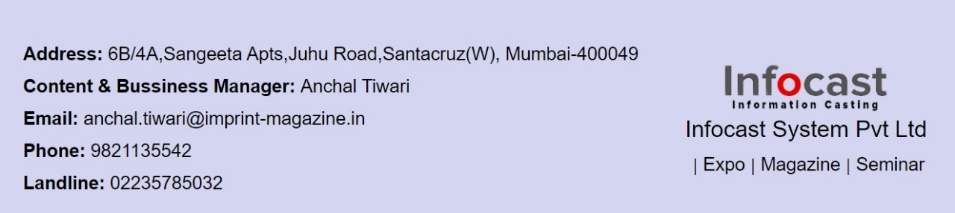 Address: 6B/4A,Sangeeta Apts,Juhu Road,Santacruz(W), Mumbai-400049
Content & Bussiness Manager: Anchal Tiwari
Email: anchal.tiwari@imprint-magazine.in
Phone: 9821135542
Landline: 02235785032
Infocast
Information Casting
Infocast System Pvt Ltd
| Expo | Magazine | Seminar